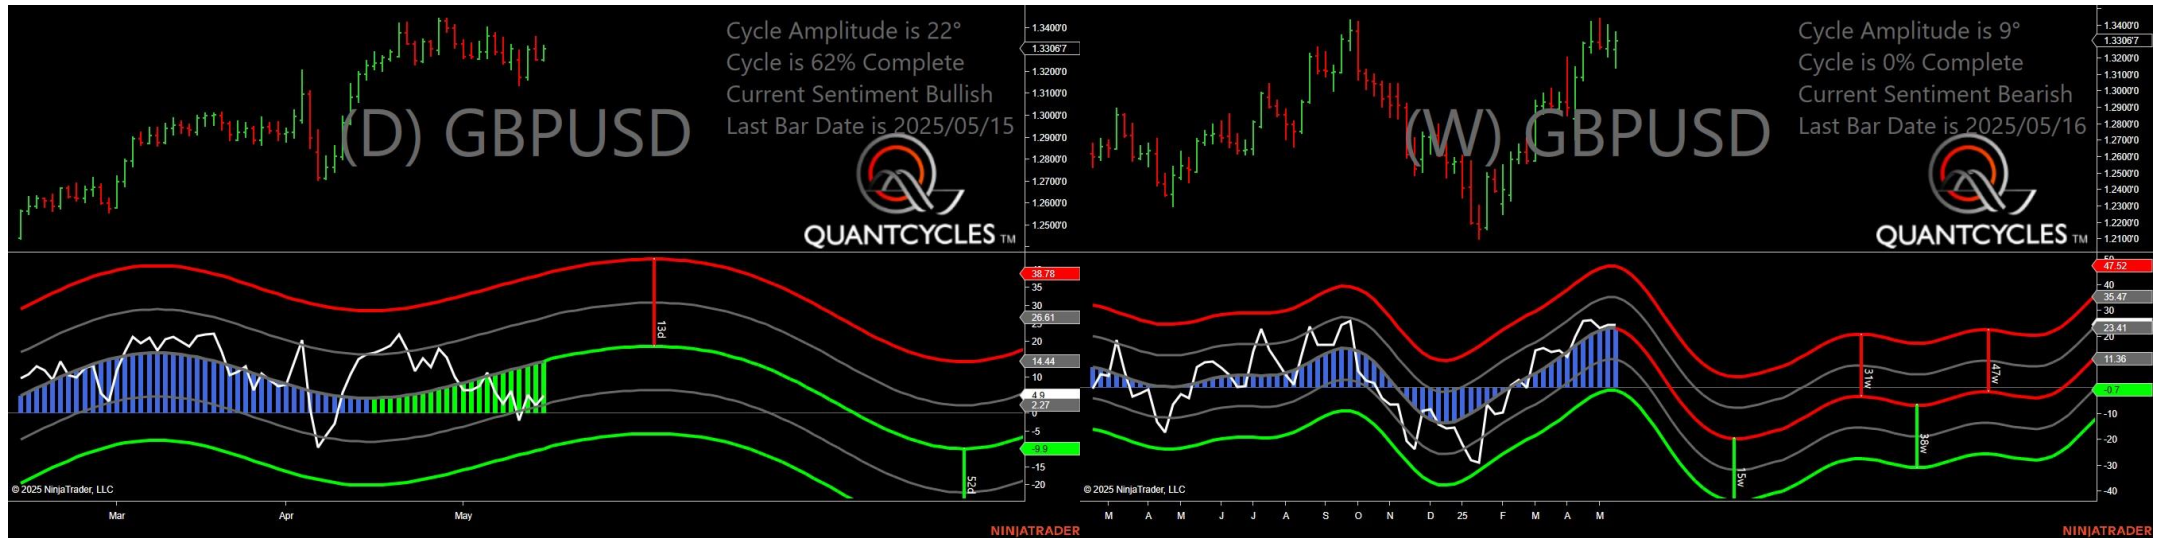 Cycle Amplitude is 22°
Cycle is 62% Complete
Current Sentiment Bullish
Last Bar Date is 2025/05/15
(D) GBPUSD
QUANTCYCLES TM
1.3400'0
1.3306'7
1.3200'0
1.3100'0
1.3000'0
1.2900'0
1.2800'0
1.2700'0
1.2600'0
1.2500'0
38.78
35
30
26.61
25
20
14.44
10
4.9
2.27
0
-5
-9.9
-15
-20
13d
52d
© 2025 NinjaTrader, LLC
Mar
Apr
May
NINJATRADER
Cycle Amplitude is 9°
Cycle is 0% Complete
Current Sentiment Bearish
Last Bar Date is 2025/05/16
(W) GBPUSD
QUANTCYCLES TM
1.3400'0
1.3306'7
1.3200'0
1.3100'0
1.3000'0
1.2900'0
1.2800'0
1.2700'0
1.2600'0
1.2500'0
1.2400'0
1.2300'0
1.2200'0
1.2100'0
50
47.52
40
35.47
30
23.41
20
11.36
-0.7
-10
-20
-30
-40
31w
47w
15w
38w
© 2025 NinjaTrader, LLC
M A M J J A S O N D 25 F M A M
NINJATRADER